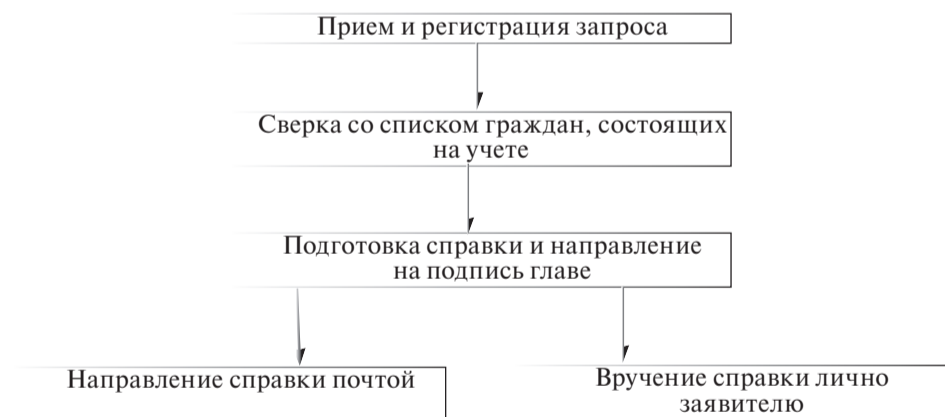 Прием и регистрация запроса
Сверка со списком граждан, состоящих
на учете
Подготовка справки и направление
на подпись главе
Направление справки почтой
Вручение справки лично
заявителю